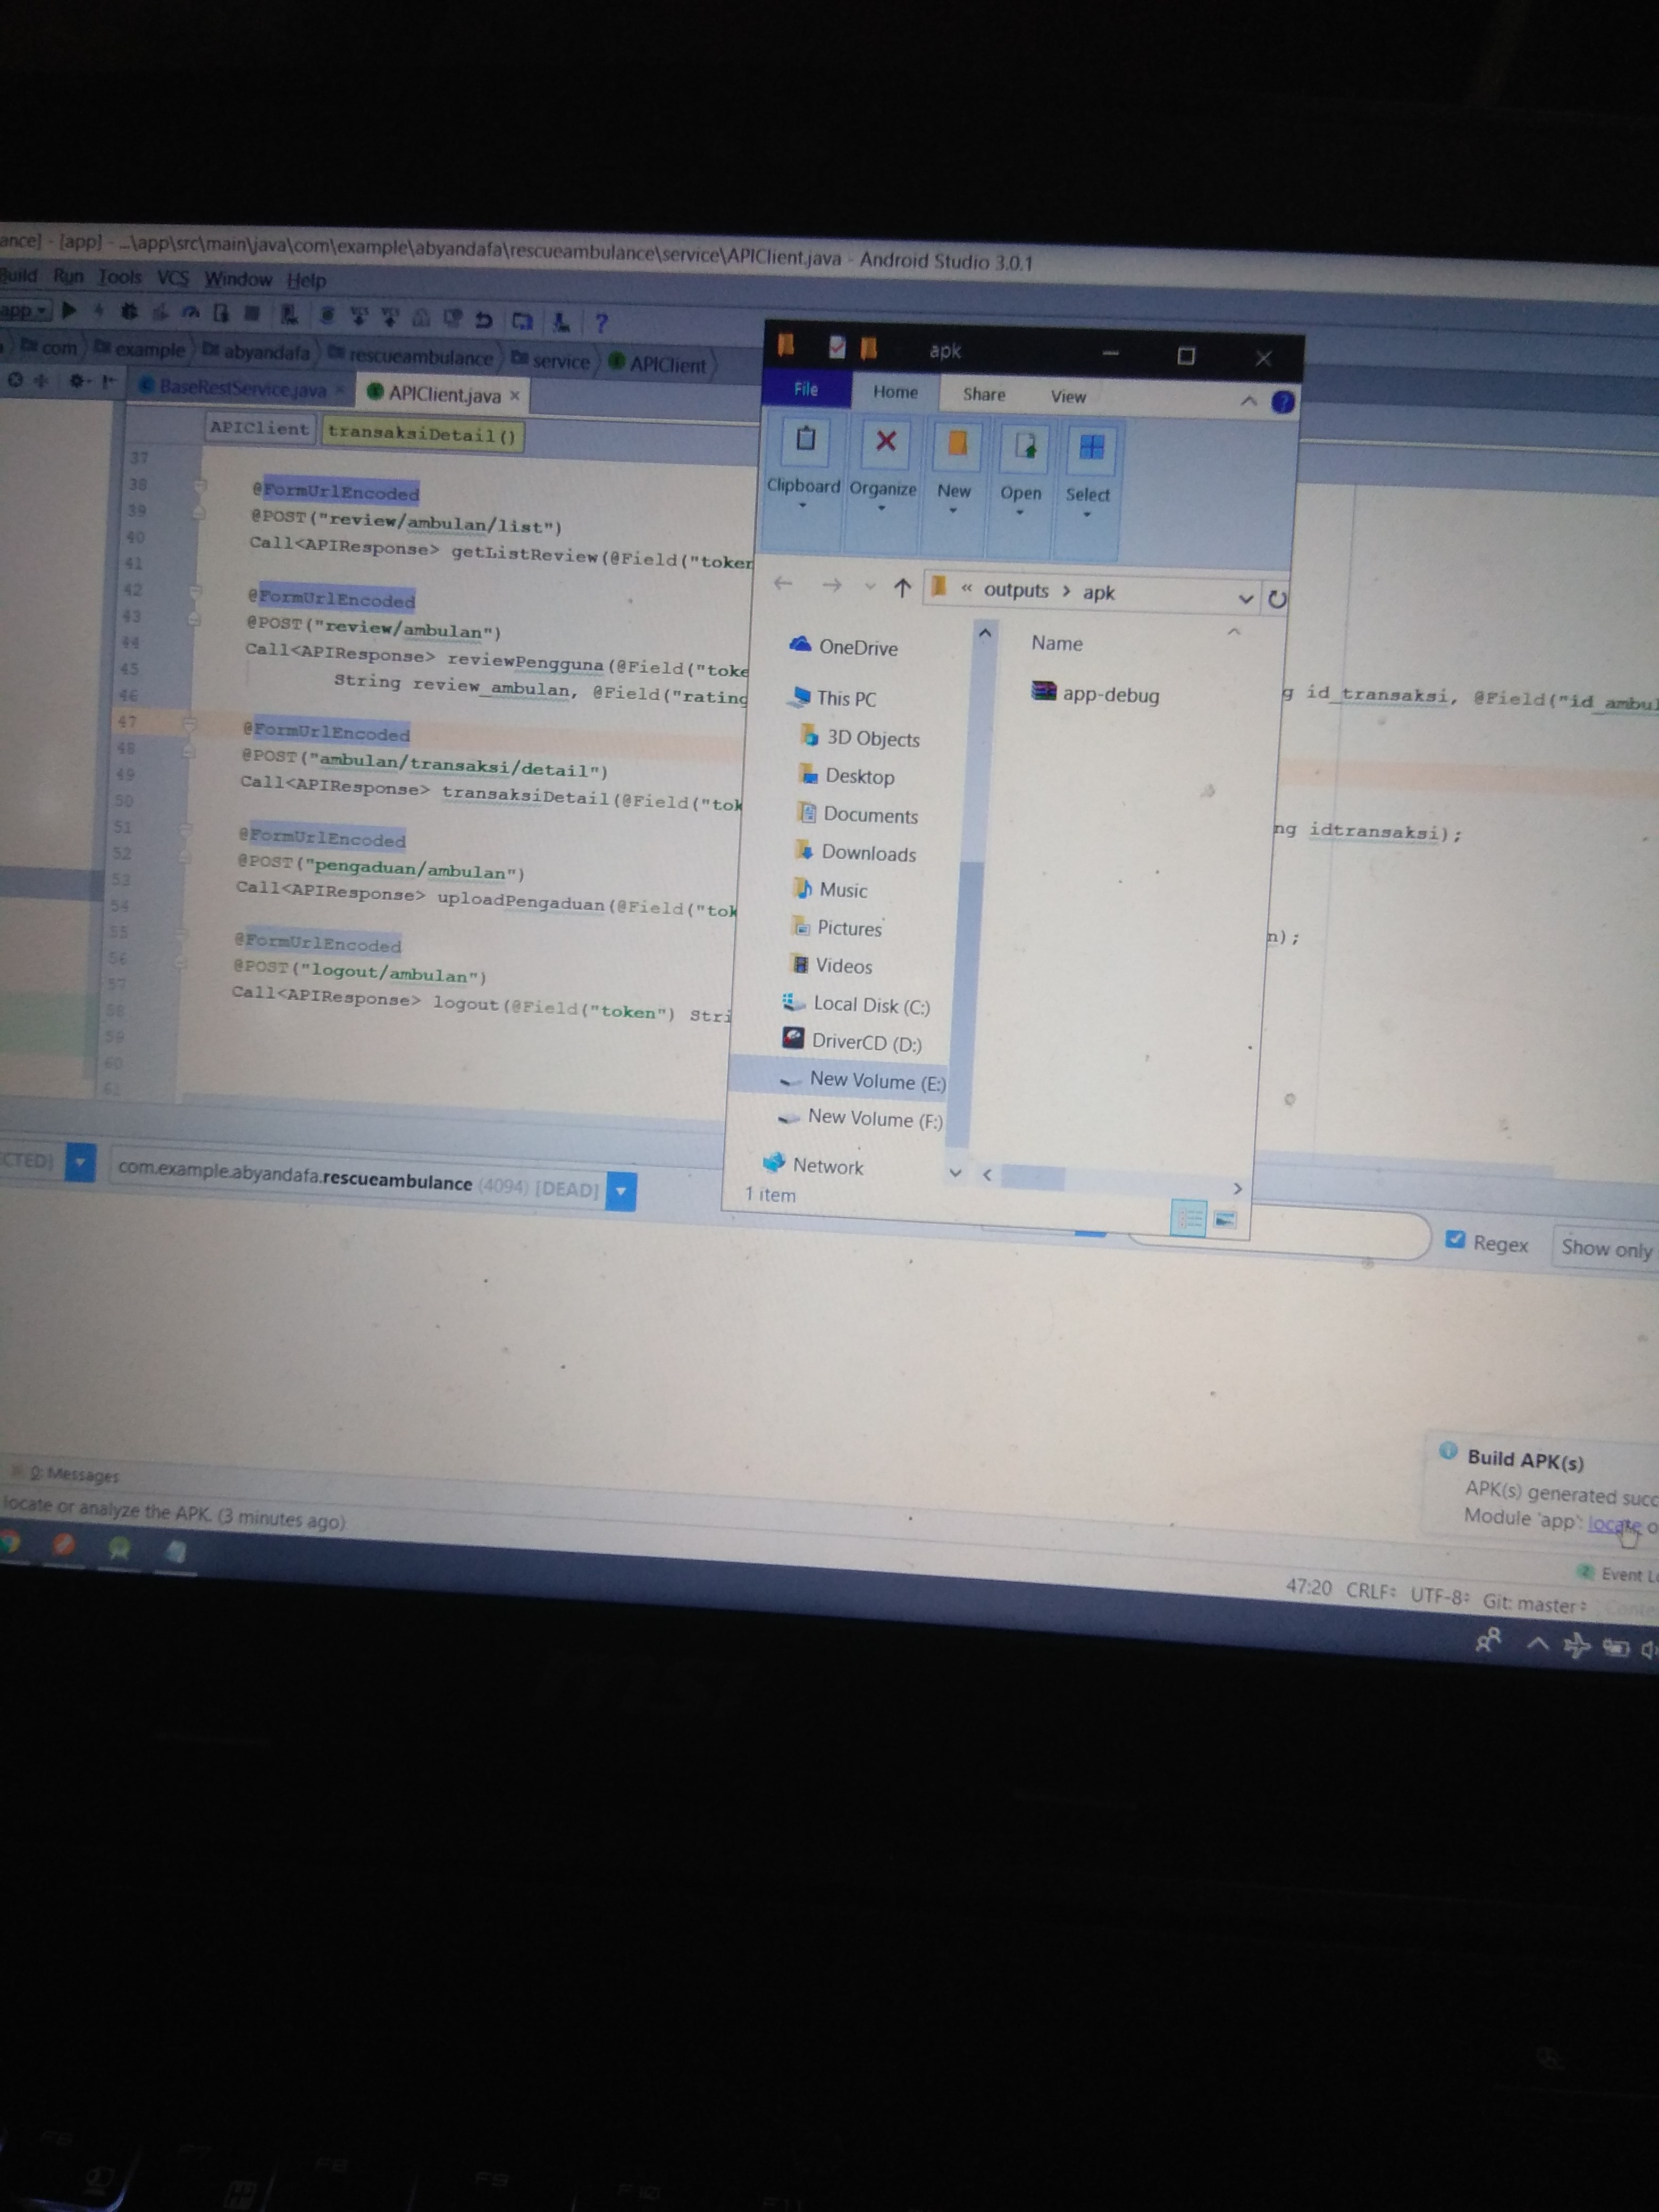 ance] - [app] - ...\app\src\main\java\com\example\abyandafa\rescueambulance\service\APIClient.java - Android Studio 3.0.1
Build Run Tools VCS Window Help
app
com example abyandafa rescueambulance service APIClient
BaseRestService.java APIClient.java
APIClient transaksiDetail()
37
38 @FormUrlEncoded
39 @POST("review/ambulan/list")
40 Call<APIResponse> getListReview(@Field("token
41
42 @FormUrlEncoded
43 @POST("review/ambulan")
44 Call<APIResponse> reviewPengguna(@Field("toke
g id_transaksi, @Field("id_ambul
45 String review_ambulan, @Field("rating
46
47 @FormUrlEncoded
48 @POST("ambulan/transaksi/detail")
49 Call<APIResponse> transaksiDetail(@Field("tok
ng idtransaksi);
50
51 @FormUrlEncoded
52 @POST("pengaduan/ambulan")
53 Call<APIResponse> uploadPengaduan(@Field("tok
n);
54
55 @FormUrlEncoded
56 @POST("logout/ambulan")
57 Call<APIResponse> logout(@Field("token") Stri
58
59
60
61
apk
File Home Share View
Clipboard Organize New Open Select
« outputs > apk
OneDrive
This PC
3D Objects
Desktop
Documents
Downloads
Music
Pictures
Videos
Local Disk (C:)
DriverCD (D:)
New Volume (E:)
New Volume (F:)
Network
Name
app-debug
1 item
CTED]
com.example.abyandafa.rescueambulance (4094) [DEAD]
Regex Show only
Build APK(s)
APK(s) generated succ
Module 'app': locate o
0: Messages
locate or analyze the APK. (3 minutes ago)
Event Lo
47:20 CRLF UTF-8 Git: master
F8
F9
F10
F11